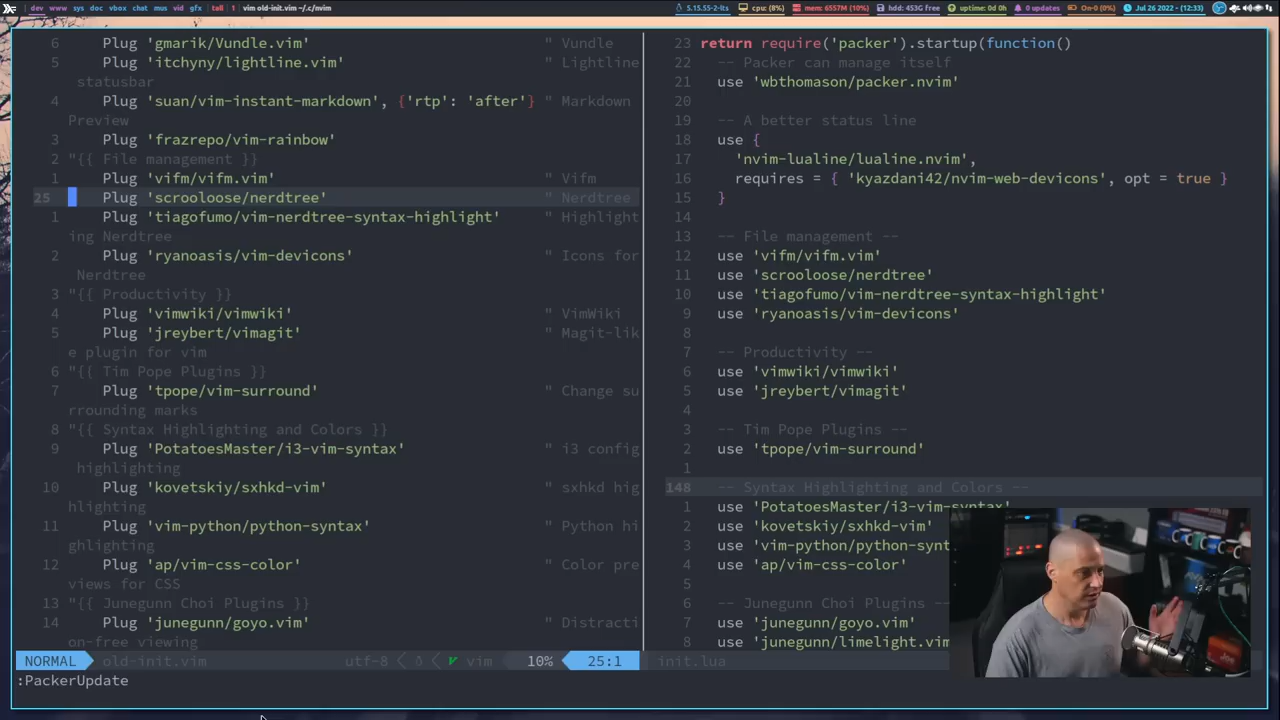 dev www sys doc vbox chat mus vid gfx | tall | 1 | vim old-init.vim ~/.c/nvim
5.15.55-2-lts cpu: (8%) mem: 6557M (10%) hdd: 453G free uptime: 0d 0h 0 updates On-0 (0%) Jul 26 2022 - (12:33)
6 Plug 'gmarik/Vundle.vim' " Vundle
5 Plug 'itchyny/lightline.vim' " Lightline
statusbar
4 Plug 'suan/vim-instant-markdown', {'rtp': 'after'} " Markdown
Preview
3 Plug 'frazrepo/vim-rainbow'
2 "{{ File management }}
1 Plug 'vifm/vifm.vim' " Vifm
25 Plug 'scrooloose/nerdtree' " Nerdtree
1 Plug 'tiagofumo/vim-nerdtree-syntax-highlight' " Highlight
ing Nerdtree
2 Plug 'ryanoasis/vim-devicons' " Icons for
Nerdtree
3 "{{ Productivity }}
4 Plug 'vimwiki/vimwiki' " VimWiki
5 Plug 'jreybert/vimagit' " Magit-lik
e plugin for vim
6 "{{ Tim Pope Plugins }}
7 Plug 'tpope/vim-surround' " Change su
rrounding marks
8 "{{ Syntax Highlighting and Colors }}
9 Plug 'PotatoesMaster/i3-vim-syntax' " i3 config
highlighting
10 Plug 'kovetskiy/sxhkd-vim' " sxhkd hig
hlighting
11 Plug 'vim-python/python-syntax' " Python hi
ghlighting
12 Plug 'ap/vim-css-color' " Color pre
views for CSS
13 "{{ Junegunn Choi Plugins }}
14 Plug 'junegunn/goyo.vim' " Distracti
on-free viewing
NORMAL old-init.vim utf-8 vim 10% 25:1
23 return require('packer').startup(function()
22 -- Packer can manage itself
21 use 'wbthomason/packer.nvim'
20
19 -- A better status line
18 use {
17 'nvim-lualine/lualine.nvim',
16 requires = { 'kyazdani42/nvim-web-devicons', opt = true }
15 }
14
13 -- File management --
12 use 'vifm/vifm.vim'
11 use 'scrooloose/nerdtree'
10 use 'tiagofumo/vim-nerdtree-syntax-highlight'
9 use 'ryanoasis/vim-devicons'
8
7 -- Productivity --
6 use 'vimwiki/vimwiki'
5 use 'jreybert/vimagit'
4
3 -- Tim Pope Plugins --
2 use 'tpope/vim-surround'
1
148 -- Syntax Highlighting and Colors --
1 use 'PotatoesMaster/i3-vim-syntax'
2 use 'kovetskiy/sxhkd-vim'
3 use 'vim-python/python-synt
4 use 'ap/vim-css-color'
5
6 -- Junegunn Choi Plugins --
7 use 'junegunn/goyo.vim'
8 use 'junegunn/limelight.vim
init.lua
:PackerUpdate